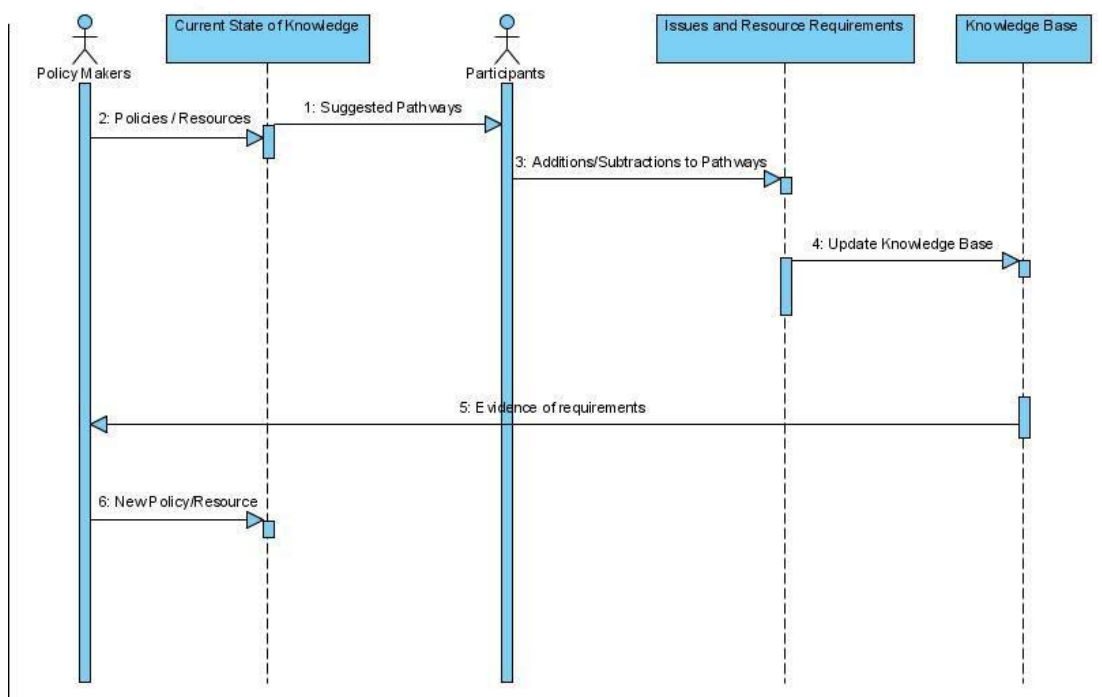 Current State of Knowledge
Issues and Resource Requirements
Knowledge Base
Policy Makers
Participants
1: Suggested Pathways
2: Policies / Resources
3: Additions/Subtractions to Pathways
4: Update Knowledge Base
5: Evidence of requirements
6: New Policy/Resource